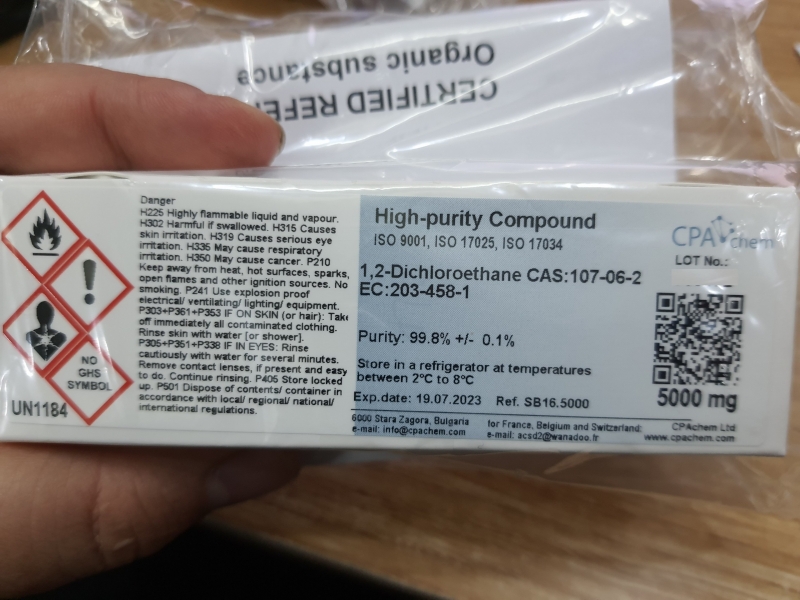 Organic substance
CERTIFIED REFER
Danger
H225 Highly flammable liquid and vapour.
H302 Harmful if swallowed. H315 Causes
skin irritation. H319 Causes serious eye
irritation. H335 May cause respiratory
irritation. H350 May cause cancer. P210
Keep away from heat, hot surfaces, sparks,
open flames and other ignition sources. No
smoking. P241 Use explosion proof
electrical/ ventilating/ lighting/ equipment.
P303+P361+P353 IF ON SKIN (or hair): Take
off immediately all contaminated clothing.
Rinse skin with water [or shower].
P305+P361+P338 IF IN EYES: Rinse
cautiously with water for several minutes.
Remove contact lenses, if present and easy
to do. Continue rinsing. P405 Store locked
up. P501 Dispose of contents/ container in
accordance with local/ regional/ national/
international regulations.
NO
GHS
SYMBOL
UN1184
High-purity Compound
ISO 9001, ISO 17025, ISO 17034
1,2-Dichloroethane CAS:107-06-2
EC:203-458-1
Purity: 99.8% +/- 0.1%
Store in a refrigerator at temperatures
between 2°C to 8°C
Exp.date: 19.07.2023 Ref. SB16.5000
CPAchem
LOT No.:
5000 mg
6000 Stara Zagora, Bulgaria
e-mail: info@cpachem.com
for France, Belgium and Switzerland:
e-mail: acsd2@wanadoo.fr
CPAchem Ltd
www.cpachem.com